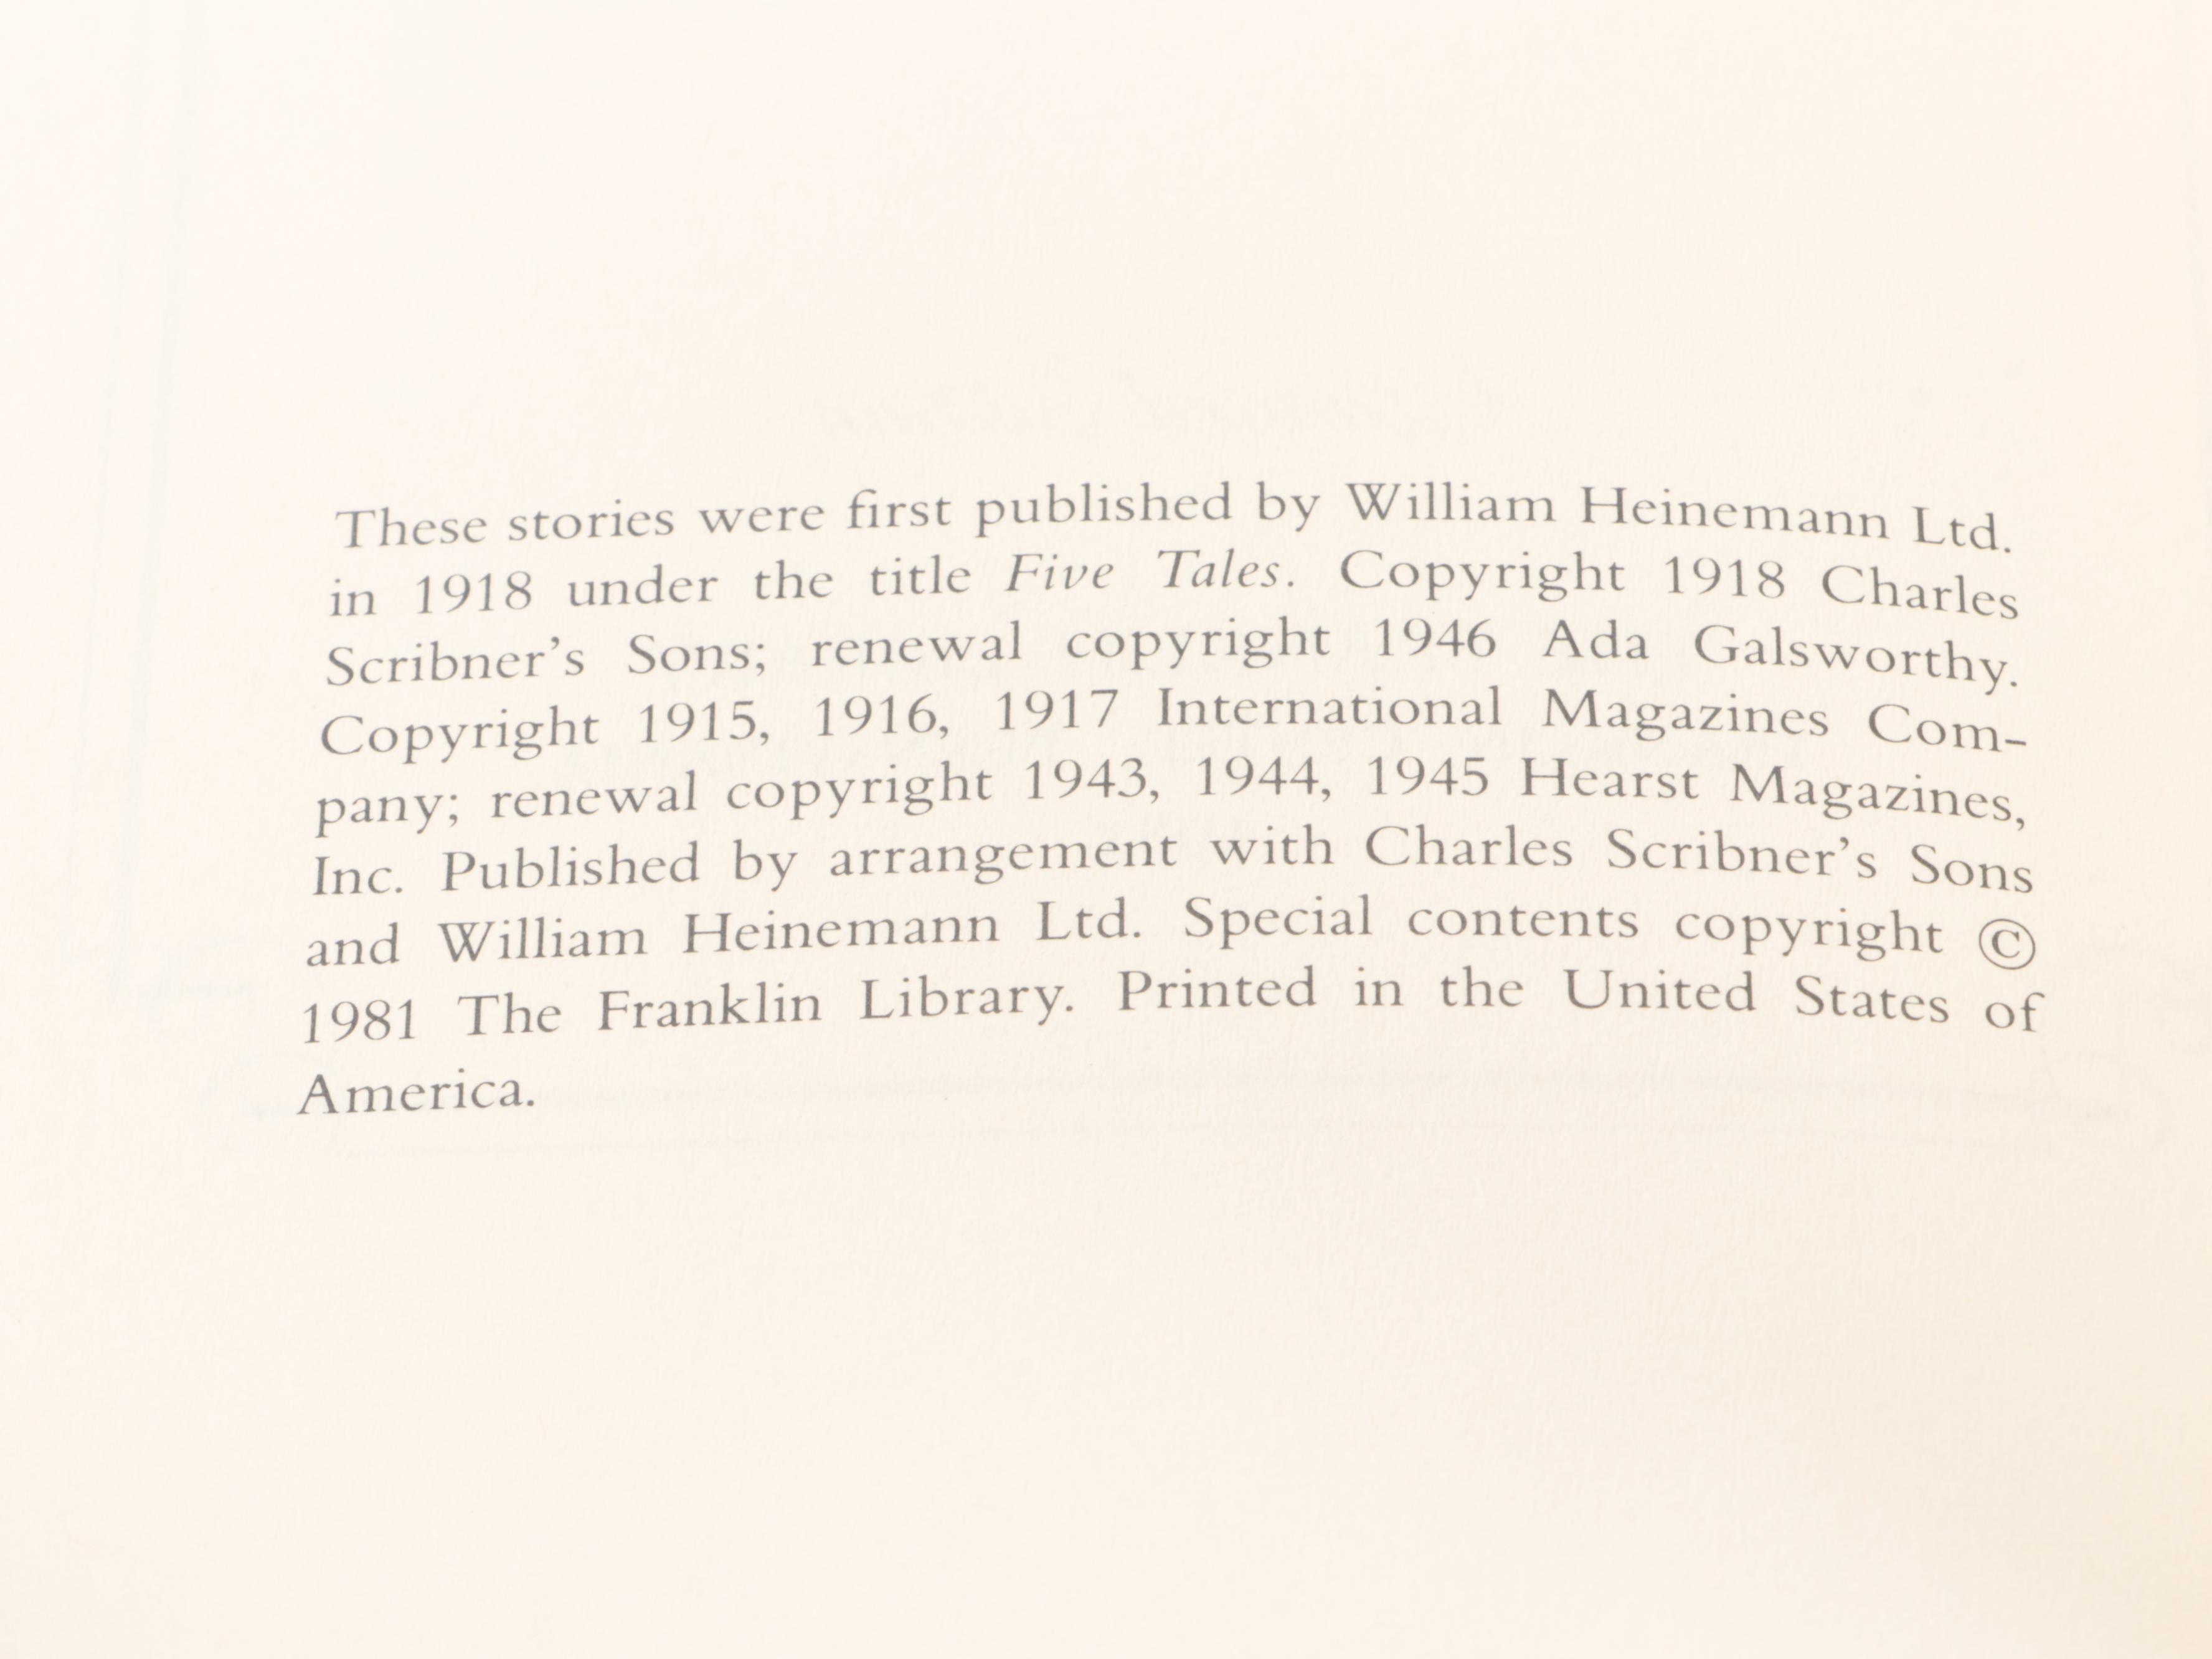 These stories were first published by William Heinemann Ltd.
in 1918 under the title Five Tales. Copyright 1918 Charles
Scribner’s Sons; renewal copyright 1946 Ada Galsworthy.
Copyright 1915, 1916, 1917 International Magazines Com-
pany; renewal copyright 1943, 1944, 1945 Hearst Magazines,
Inc. Published by arrangement with Charles Scribner’s Sons
and William Heinemann Ltd. Special contents copyright ©
1981 The Franklin Library. Printed in the United States of
America.